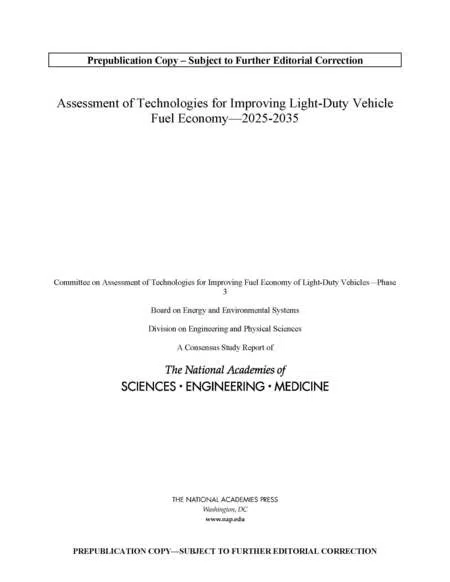 Prepublication Copy – Subject to Further Editorial Correction
Assessment of Technologies for Improving Light-Duty Vehicle
Fuel Economy—2025-2035
Committee on Assessment of Technologies for Improving Fuel Economy of Light-Duty Vehicles—Phase
3
Board on Energy and Environmental Systems
Division on Engineering and Physical Sciences
A Consensus Study Report of
The National Academies of
SCIENCES • ENGINEERING • MEDICINE
THE NATIONAL ACADEMIES PRESS
Washington, DC
www.nap.edu
PREPUBLICATION COPY—SUBJECT TO FURTHER EDITORIAL CORRECTION